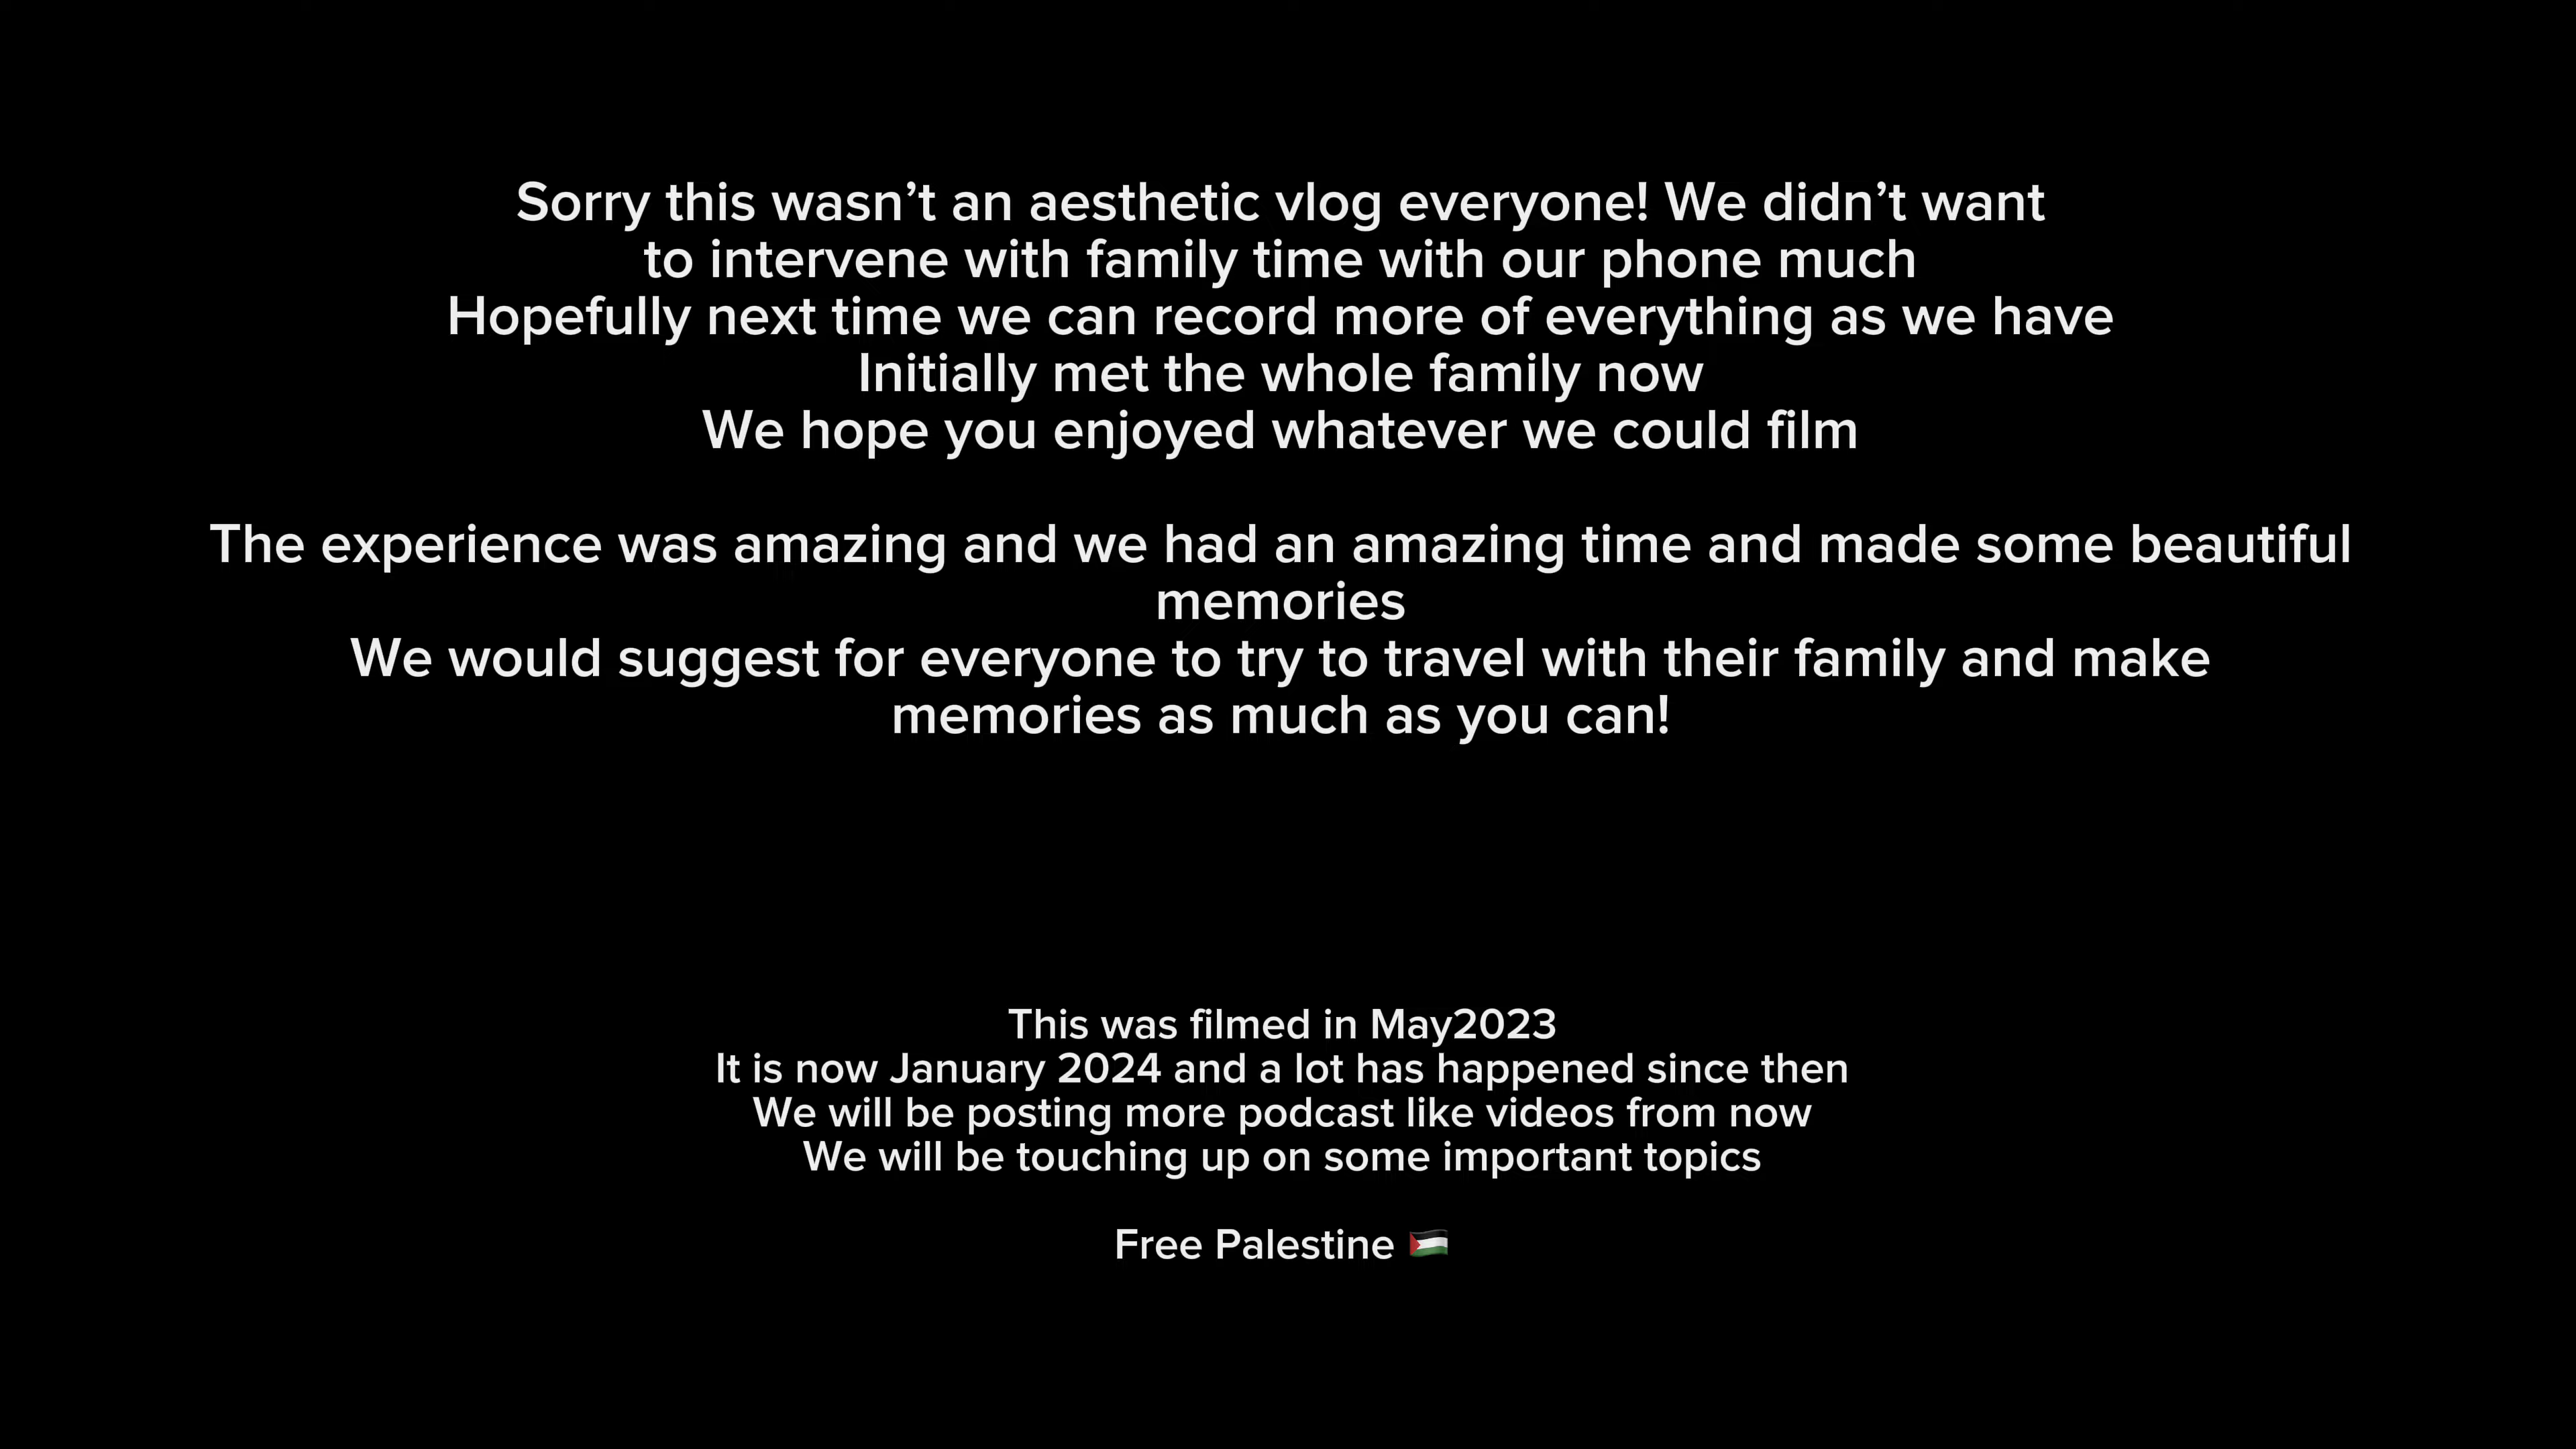 Sorry this wasn’t an aesthetic vlog everyone! We didn’t want
to intervene with family time with our phone much
Hopefully next time we can record more of everything as we have
Initially met the whole family now
We hope you enjoyed whatever we could film
The experience was amazing and we had an amazing time and made some beautiful
memories
We would suggest for everyone to try to travel with their family and make
memories as much as you can!
This was filmed in May2023
It is now January 2024 and a lot has happened since then
We will be posting more podcast like videos from now
We will be touching up on some important topics
Free Palestine 🇵🇸